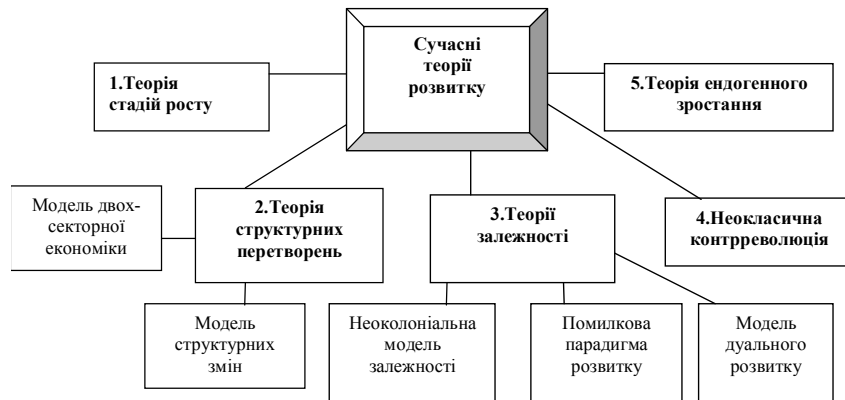 Сучасні
теорії
розвитку
1.Теорія
стадій росту
5.Теорія ендогенного
зростання
Модель двох-
секторної
економіки
2.Теорія
структурних
перетворень
3.Теорії
залежності
4.Неокласична
контрреволюція
Модель
структурних
змін
Неоколоніальна
модель
залежності
Помилкова
парадигма
розвитку
Модель
дуального
розвитку